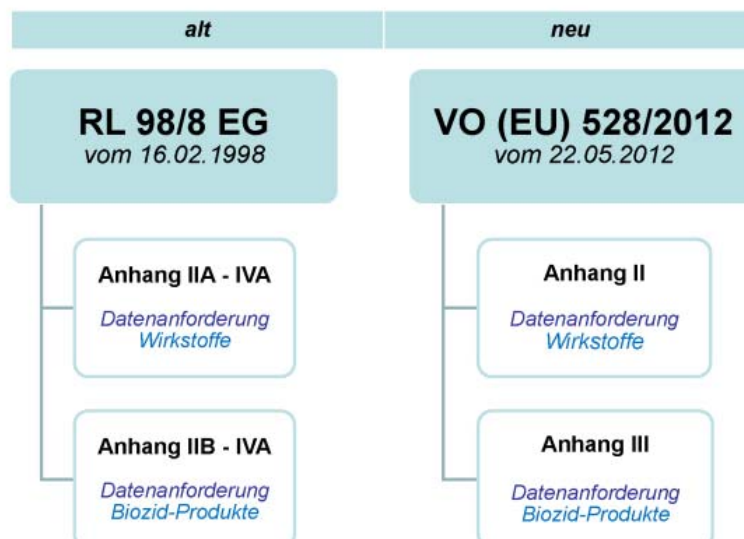 alt
neu
RL 98/8 EG
vom 16.02.1998
VO (EU) 528/2012
vom 22.05.2012
Anhang IIA - IVA
Datenanforderung
Wirkstoffe
Anhang II
Datenanforderung
Wirkstoffe
Anhang IIB - IVA
Datenanforderung
Biozid-Produkte
Anhang III
Datenanforderung
Biozid-Produkte